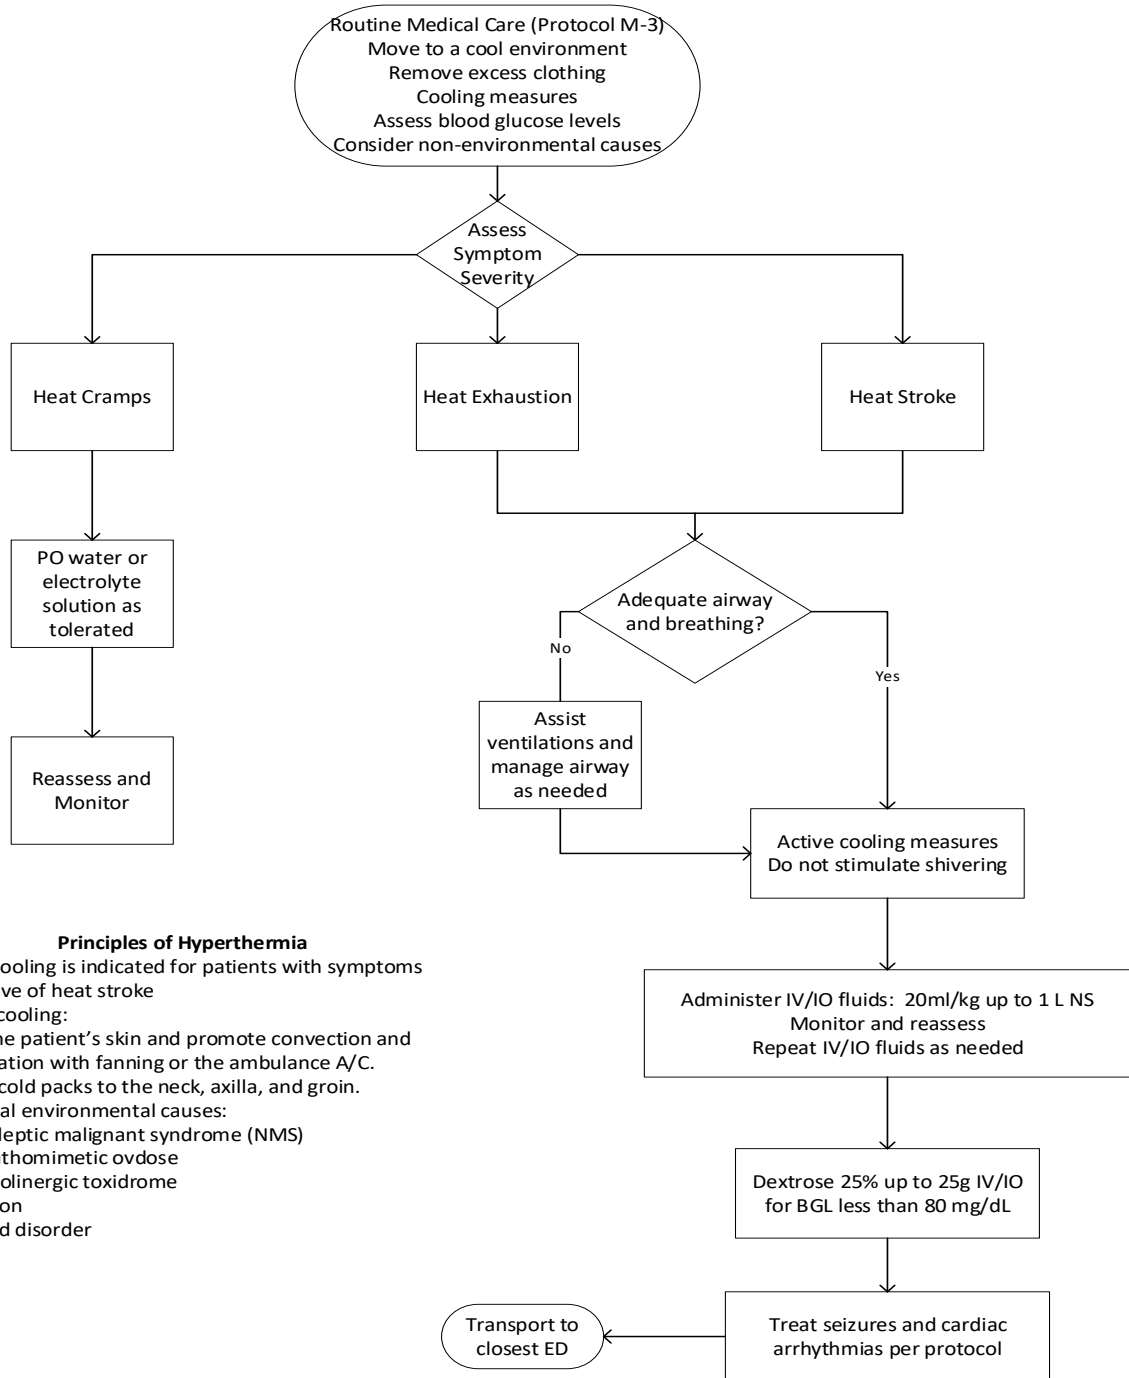 Routine Medical Care (Protocol M-3)
Move to a cool environment
Remove excess clothing
Cooling measures
Assess blood glucose levels
Consider non-environmental causes
Assess
Symptom
Severity
Heat Cramps
Heat Exhaustion
Heat Stroke
PO water or
electrolyte
solution as
tolerated
Adequate airway
and breathing?
No
Yes
Reassess and
Monitor
Assist
ventilations and
manage airway
as needed
Active cooling measures
Do not stimulate shivering
Principles of Hyperthermia
ooling is indicated for patients with symptoms
ve of heat stroke
cooling:
he patient’s skin and promote convection and
ation with fanning or the ambulance A/C.
cold packs to the neck, axilla, and groin.
al environmental causes:
leptic malignant syndrome (NMS)
athomimetic ovdose
olinergic toxidrome
on
d disorder
Administer IV/IO fluids:  20ml/kg up to 1 L NS
Monitor and reassess
Repeat IV/IO fluids as needed
Dextrose 25% up to 25g IV/IO
for BGL less than 80 mg/dL
Treat seizures and cardiac
arrhythmias per protocol
Transport to
closest ED